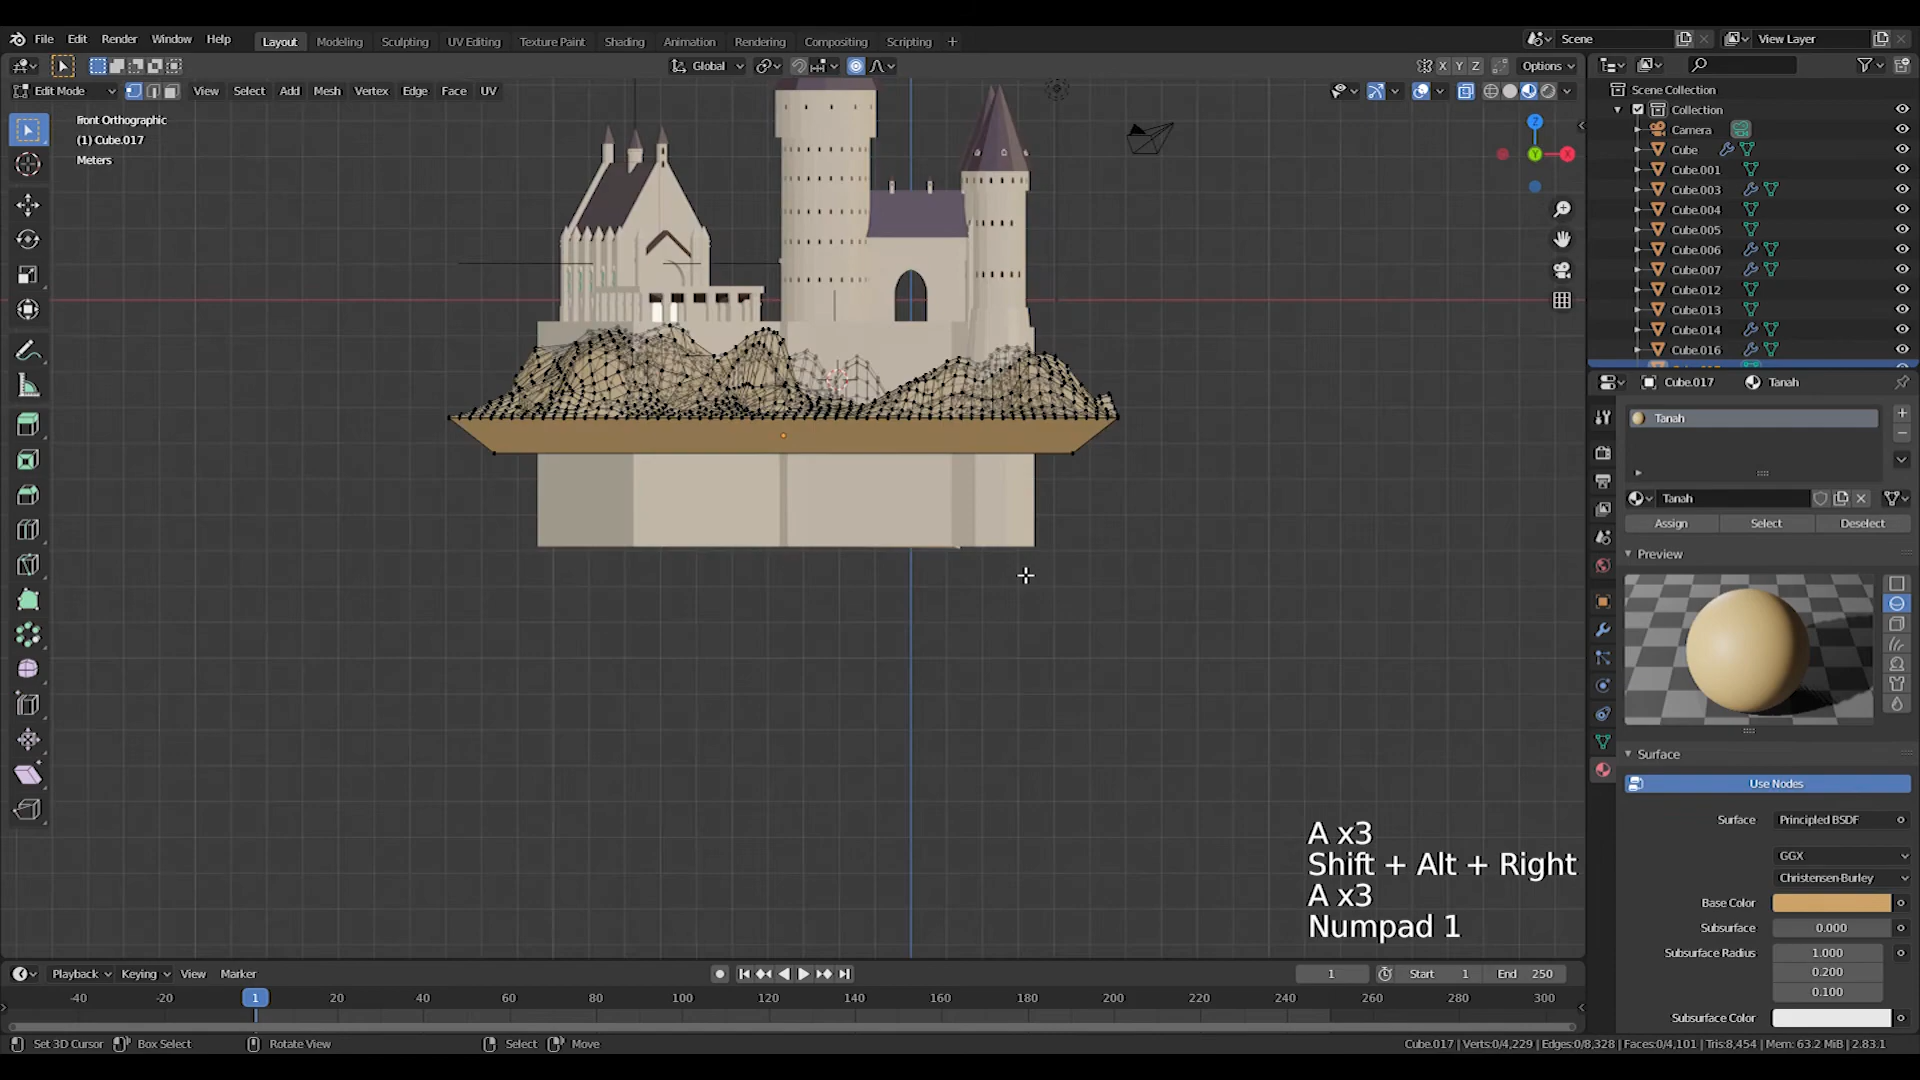 File Edit Render Window Help Layout Modeling Sculpting UV Editing Texture Paint Shading Animation Rendering Compositing Scripting + Scene View Layer
Global X Y Z Options
Edit Mode View Select Add Mesh Vertex Edge Face UV
Front Orthographic
(1) Cube.017
Meters
Z
X
Y
Scene Collection
Collection
Camera
Cube
Cube.001
Cube.003
Cube.004
Cube.005
Cube.006
Cube.007
Cube.012
Cube.013
Cube.014
Cube.016
Cube.017 Tanah
Tanah
Tanah
Assign Select Deselect
Preview
Surface
Use Nodes
Surface Principled BSDF
GGX
Christensen-Burley
Base Color
Subsurface 0.000
Subsurface Radius 1.000
0.200
0.100
Subsurface Color
A x3
Shift + Alt + Right
A x3
Numpad 1
Playback Keying View Marker 1 Start 1 End 250
-40 -20 1 20 40 60 80 100 120 140 160 180 200 220 240 260 280 300
Set 3D Cursor Box Select Rotate View Select Move Cube.017 | Verts:0/4,229 | Edges:0/8,328 | Faces:0/4,101 | Tris:8,454 | Mem: 63.2 MiB | 2.83.1